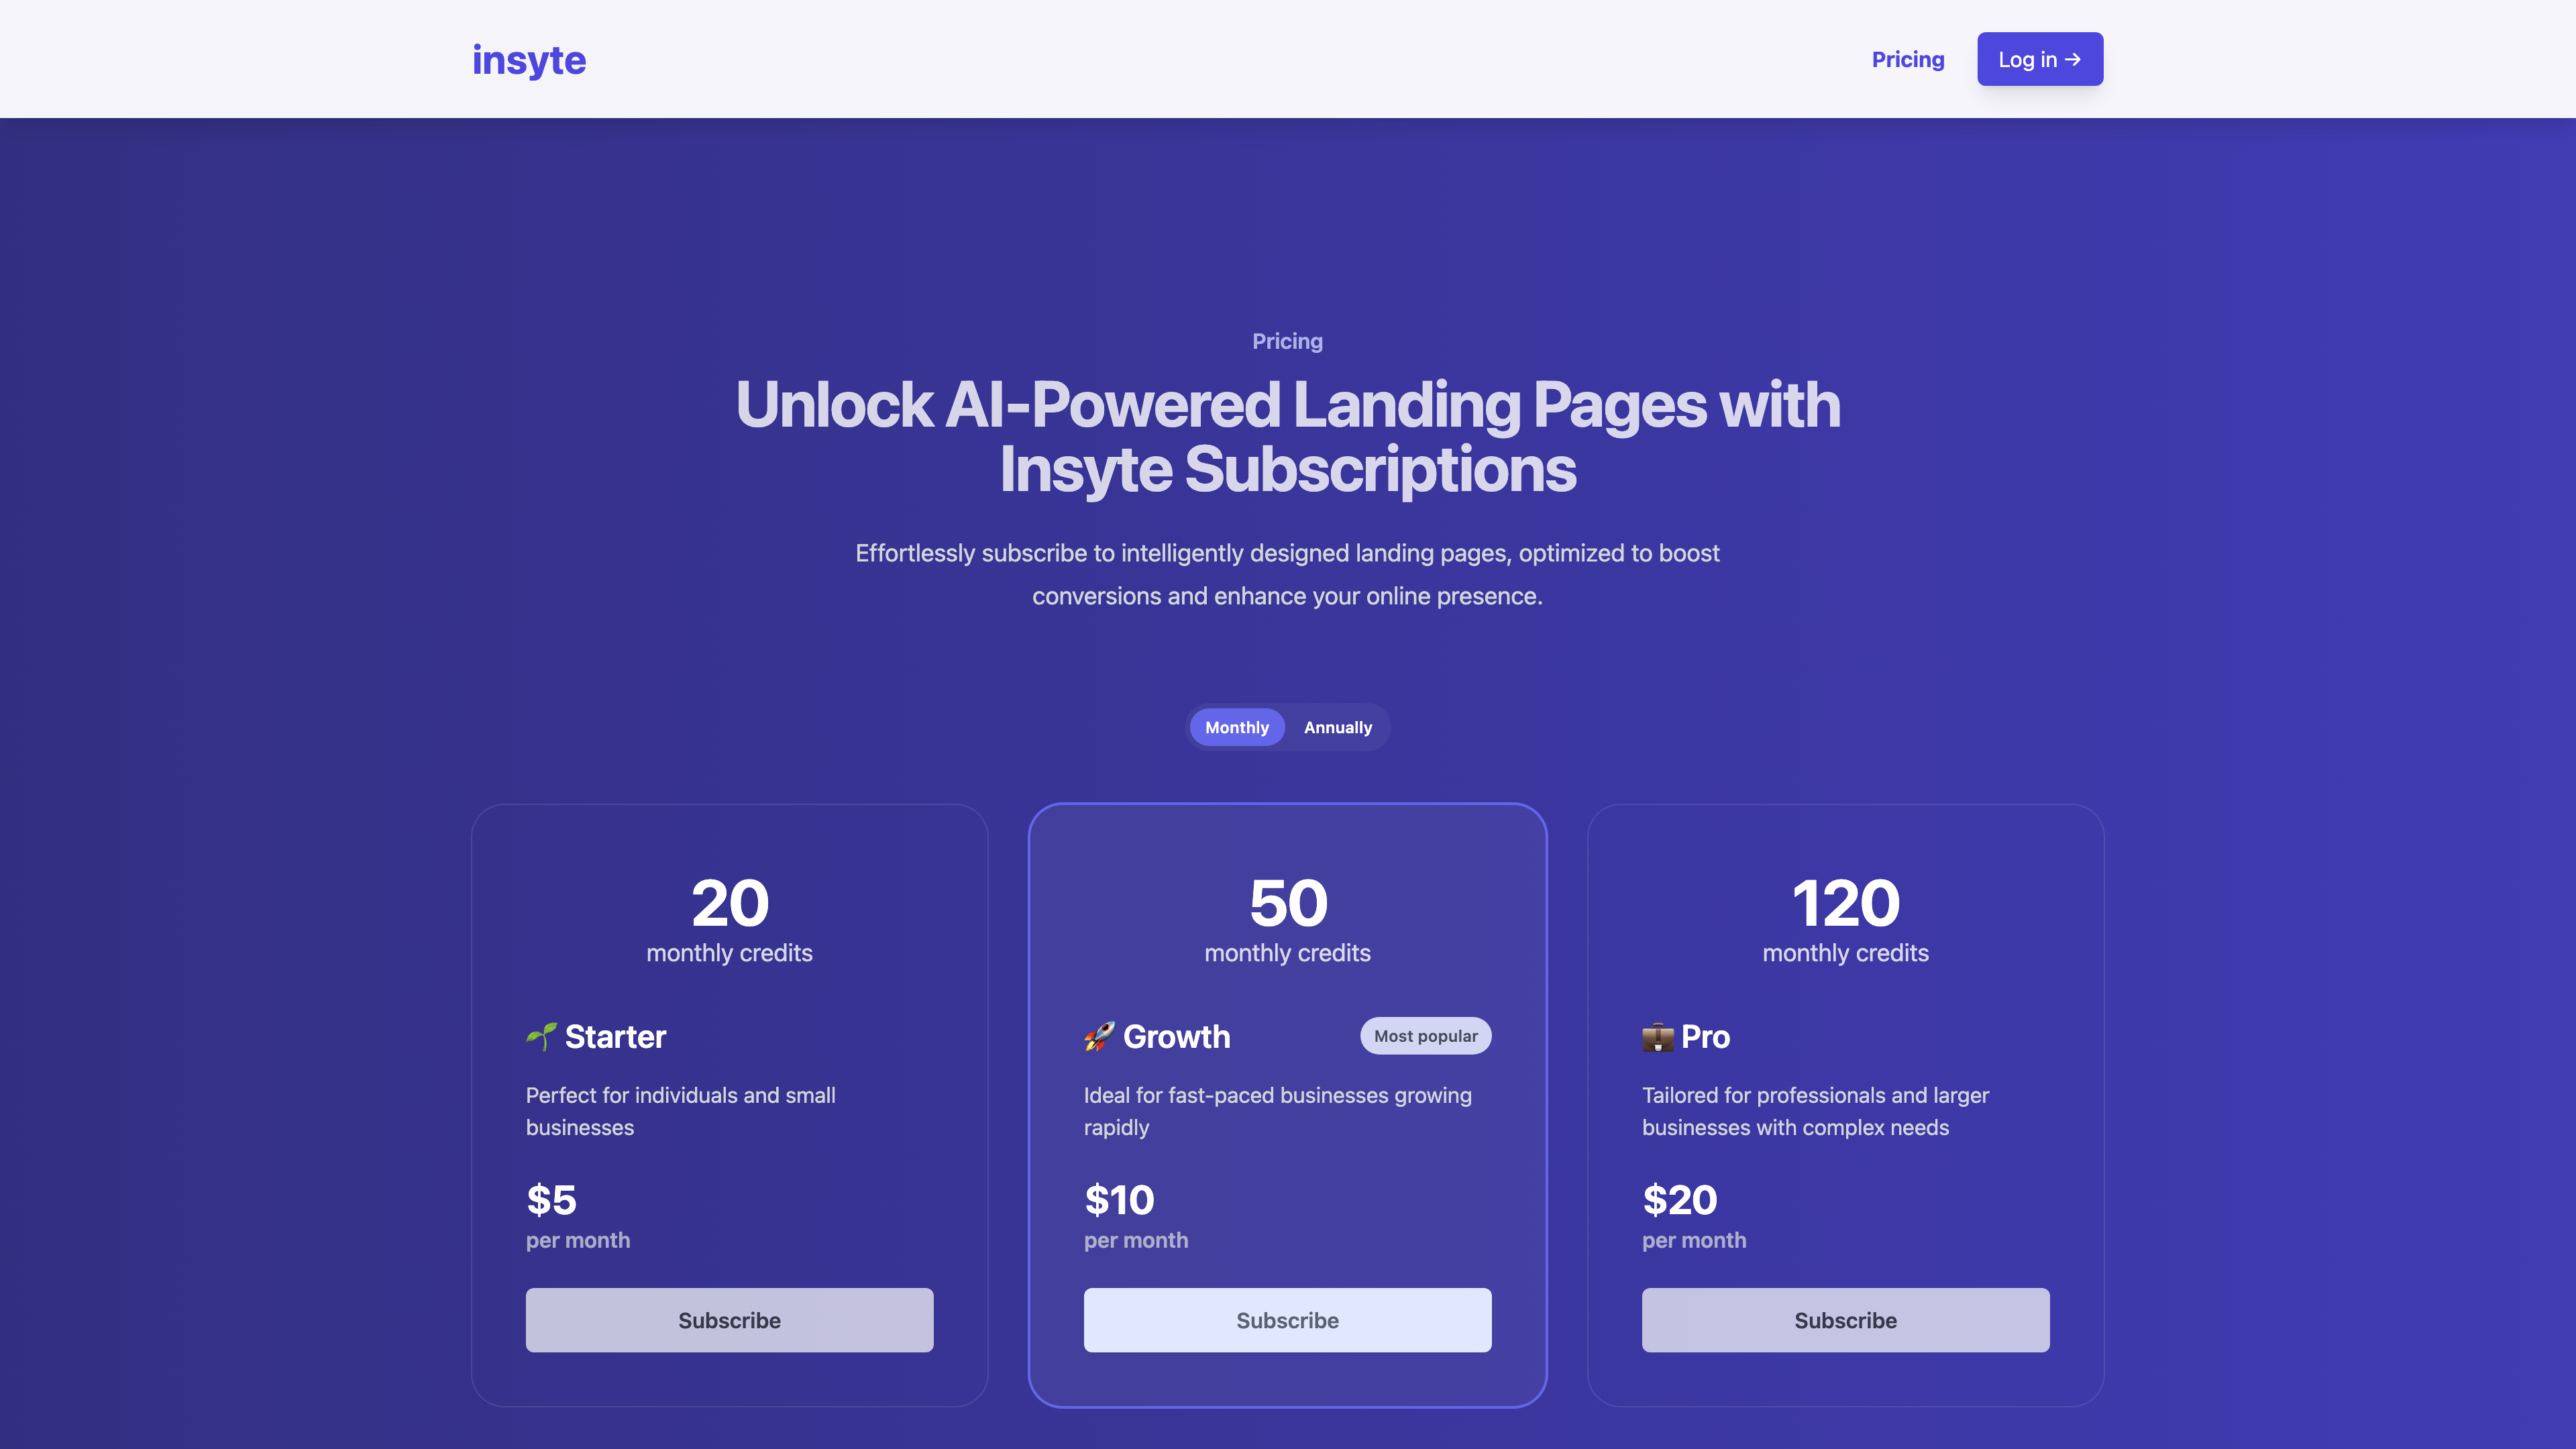 insyte
Pricing
Log in →
Pricing
Unlock AI-Powered Landing Pages with
Insyte Subscriptions
Effortlessly subscribe to intelligently designed landing pages, optimized to boost
conversions and enhance your online presence.
Monthly
Annually
20
monthly credits
🌱 Starter
Perfect for individuals and small
businesses
$5
per month
Subscribe
50
monthly credits
🚀 Growth
Most popular
Ideal for fast-paced businesses growing
rapidly
$10
per month
Subscribe
120
monthly credits
💼 Pro
Tailored for professionals and larger
businesses with complex needs
$20
per month
Subscribe